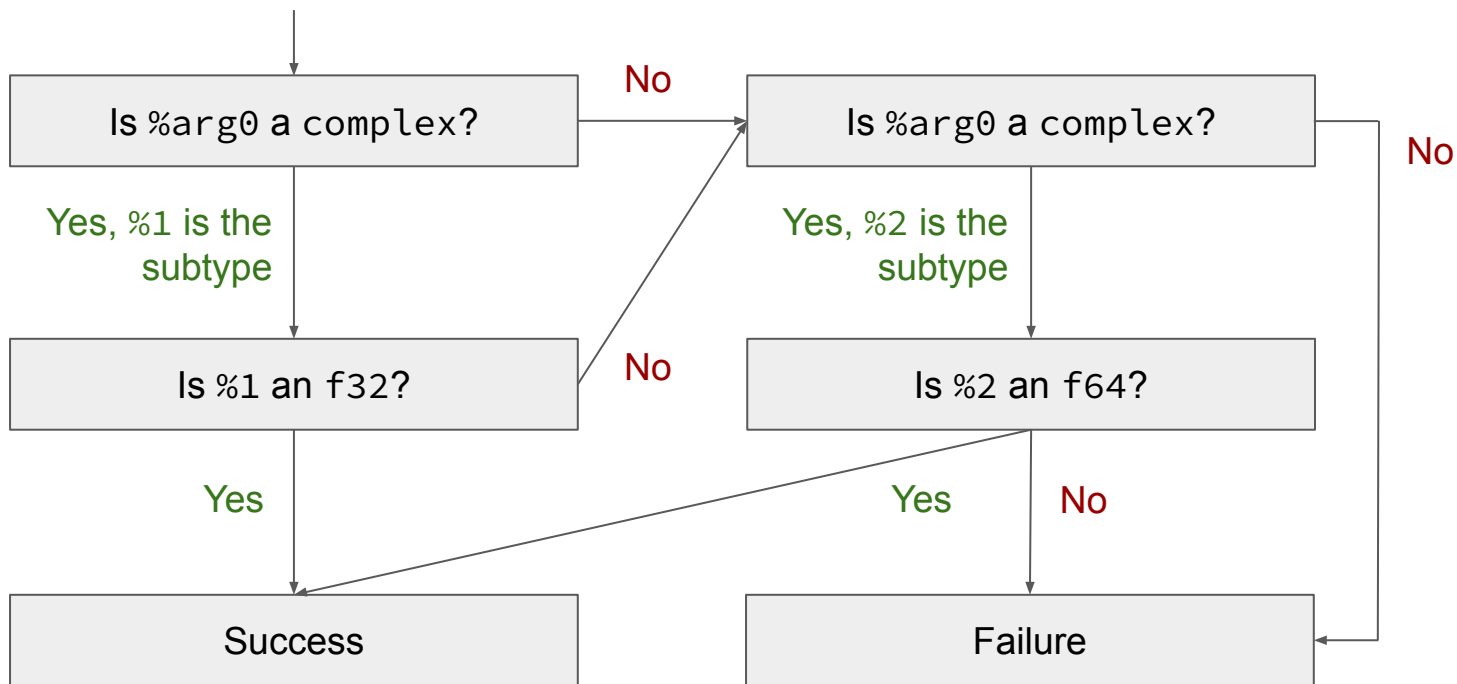 No
Is %arg0 a complex?
Is %arg0 a complex?
No
Yes, %1 is the
subtype
Yes, %2 is the
subtype
Is %1 an f32?
No
Is %2 an f64?
Yes
Yes
No
Success
Failure